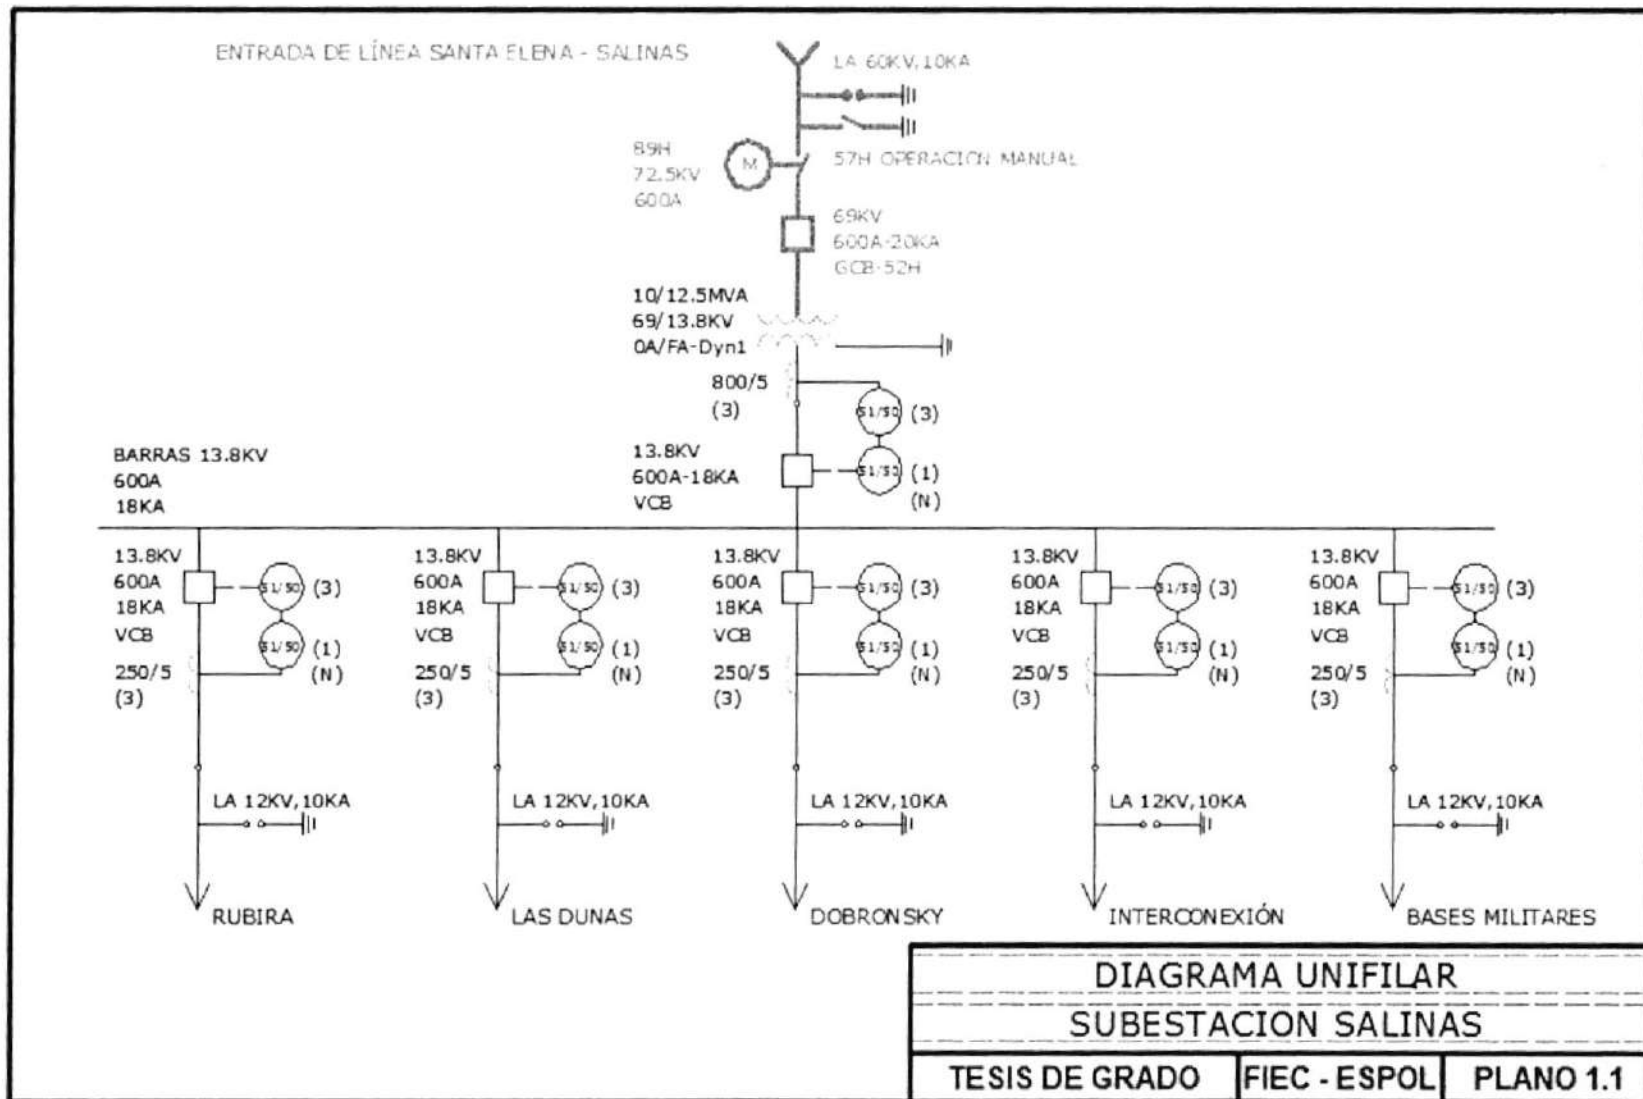 ENTRADA DE LÍNEA SANTA ELENA - SALINAS
LA 60KV,10KA
89H
72.5KV
600A
M
57H OPERACION MANUAL
69KV
600A-20KA
GCB-52H
10/12.5MVA
69/13.8KV
OA/FA-Dyn1
800/5
(3)
51/50 (3)
13.8KV
600A-18KA
VCB
51/50 (1)
(N)
BARRAS 13.8KV
600A
18KA
13.8KV
600A
18KA
VCB
250/5
(3)
51/50 (3)
51/50 (1)
(N)
LA 12KV,10KA
RUBIRA
13.8KV
600A
18KA
VCB
250/5
(3)
51/50 (3)
51/50 (1)
(N)
LA 12KV,10KA
LAS DUNAS
13.8KV
600A
18KA
VCB
250/5
(3)
51/50 (3)
51/50 (1)
(N)
LA 12KV,10KA
DOBRONSKY
13.8KV
600A
18KA
VCB
250/5
(3)
51/50 (3)
51/50 (1)
(N)
LA 12KV,10KA
INTERCONEXIÓN
13.8KV
600A
18KA
VCB
250/5
(3)
51/50 (3)
51/50 (1)
(N)
LA 12KV,10KA
BASES MILITARES
DIAGRAMA UNIFILAR
SUBESTACION SALINAS
TESIS DE GRADO
FIEC - ESPOL
PLANO 1.1